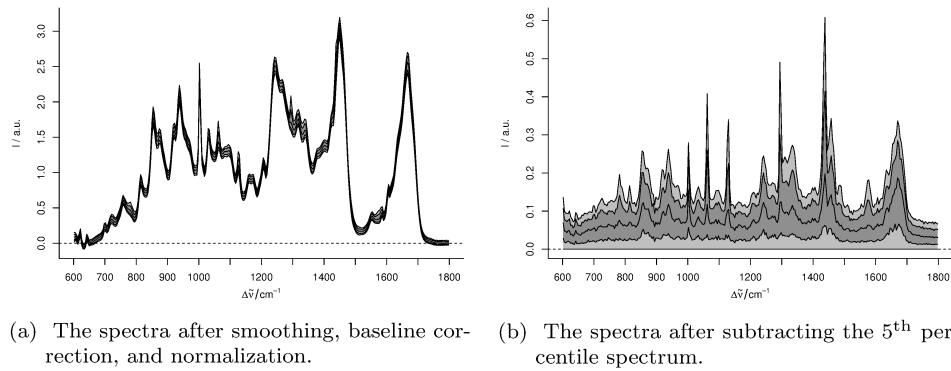 I / a.u.
3.0
2.5
2.0
1.5
1.0
0.5
0.0
600 700 800 900 1000 1200 1400 1600 1800
Δν̃/cm⁻¹
I / a.u.
0.6
0.5
0.4
0.3
0.2
0.1
0.0
600 700 800 900 1000 1200 1400 1600 1800
Δν̃/cm⁻¹
(a) The spectra after smoothing, baseline cor-
rection, and normalization.
(b) The spectra after subtracting the 5th per
centile spectrum.